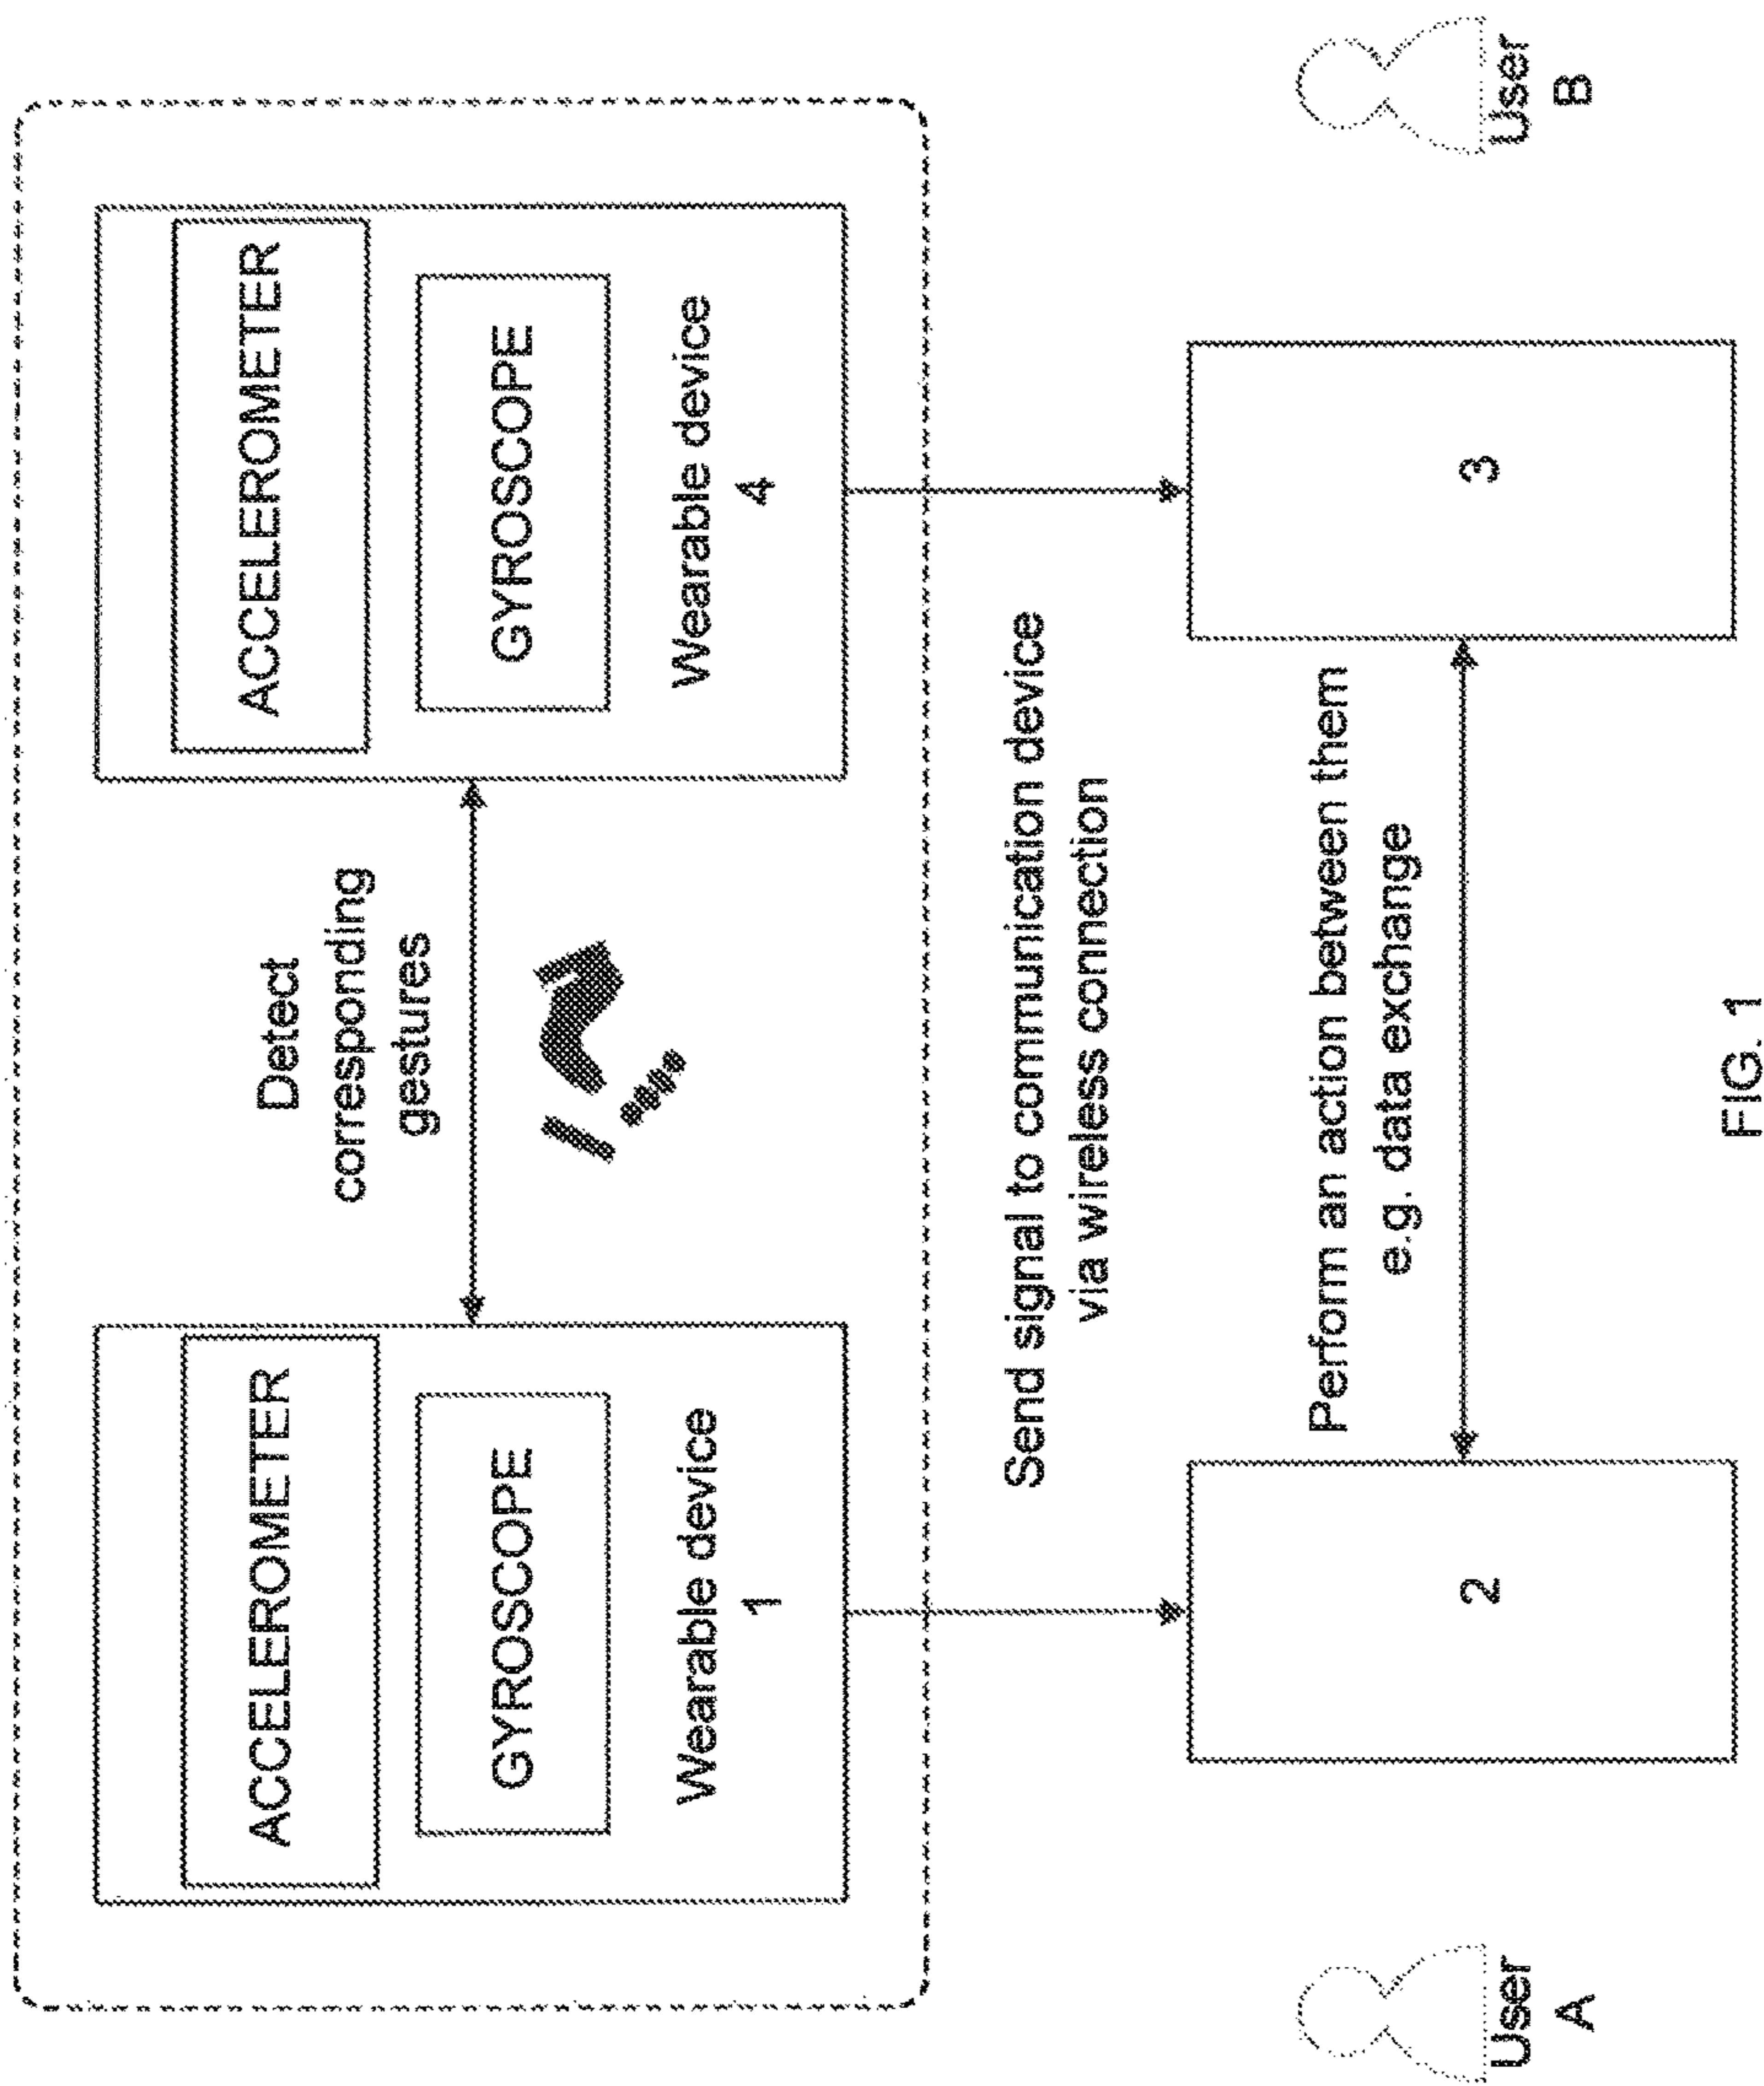 ACCELEROMETER
GYROSCOPE
Wearable device
1
Detect
corresponding
gestures
ACCELEROMETER
GYROSCOPE
Wearable device
4
Send signal to communication device
via wireless connection
2
Perform an action between them
e.g. data exchange
3
User
A
User
B
FIG. 1